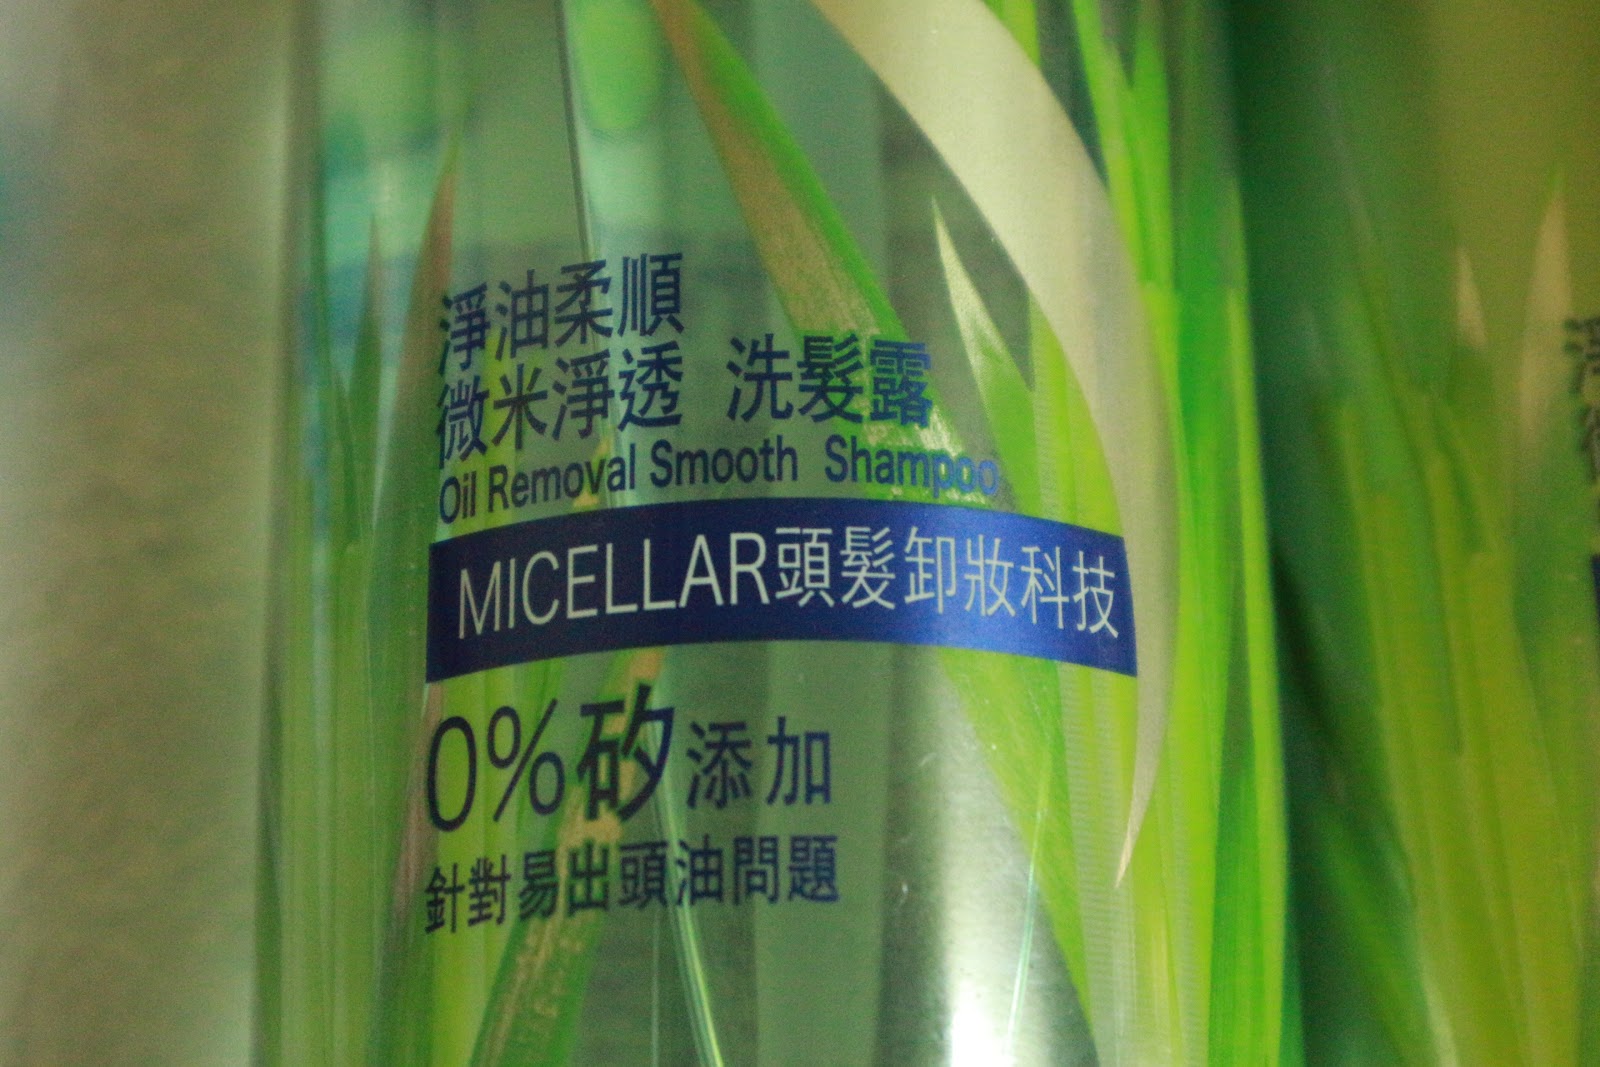 淨油柔順
微米淨透 洗髮露
Oil Removal Smooth Shampoo
MICELLAR頭髮卸妝科技
0%矽添加
針對易出頭油問題